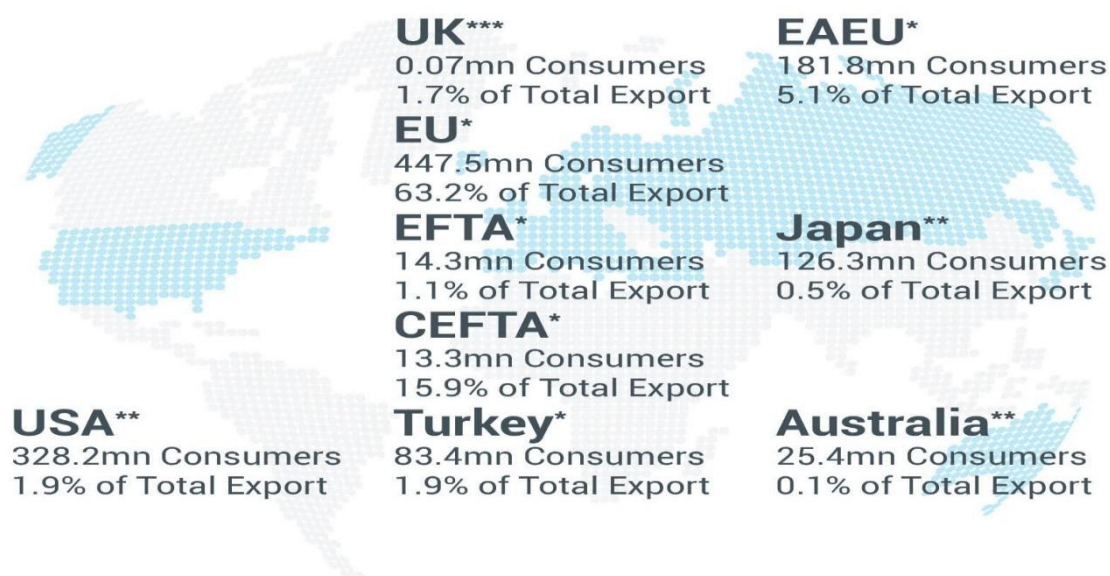 UK***
0.07mn Consumers
1.7% of Total Export
EAEU*
181.8mn Consumers
5.1% of Total Export
EU*
447.5mn Consumers
63.2% of Total Export
EFTA*
14.3mn Consumers
1.1% of Total Export
Japan**
126.3mn Consumers
0.5% of Total Export
CEFTA*
13.3mn Consumers
15.9% of Total Export
USA**
328.2mn Consumers
1.9% of Total Export
Turkey*
83.4mn Consumers
1.9% of Total Export
Australia**
25.4mn Consumers
0.1% of Total Export